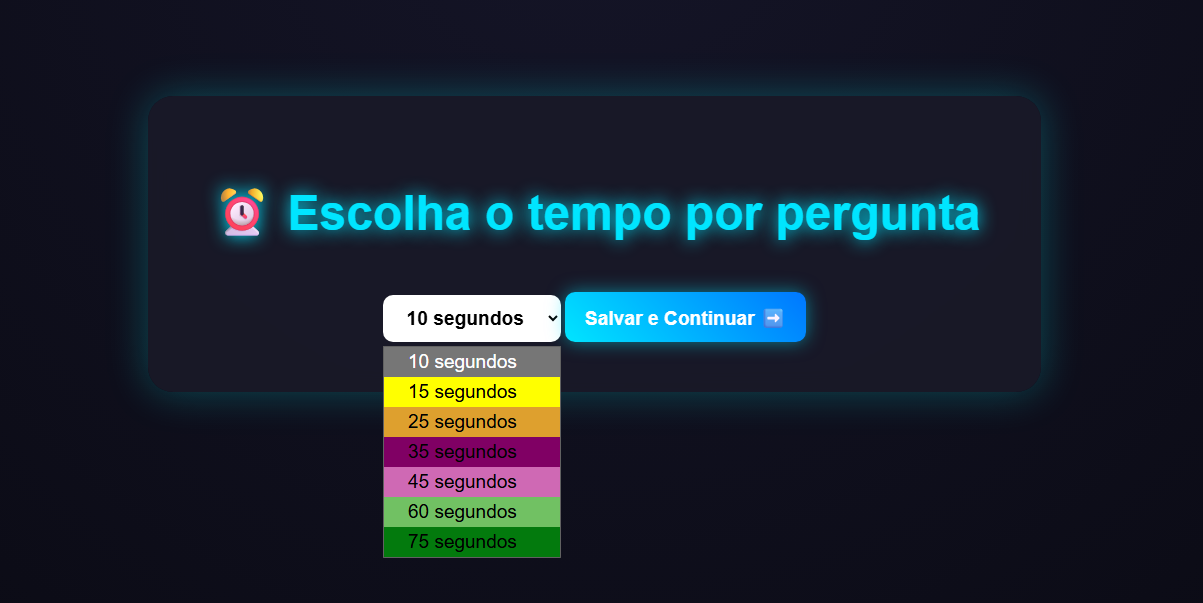 Escolha o tempo por pergunta
10 segundos
Salvar e Continuar ➡️
10 segundos
15 segundos
25 segundos
35 segundos
45 segundos
60 segundos
75 segundos